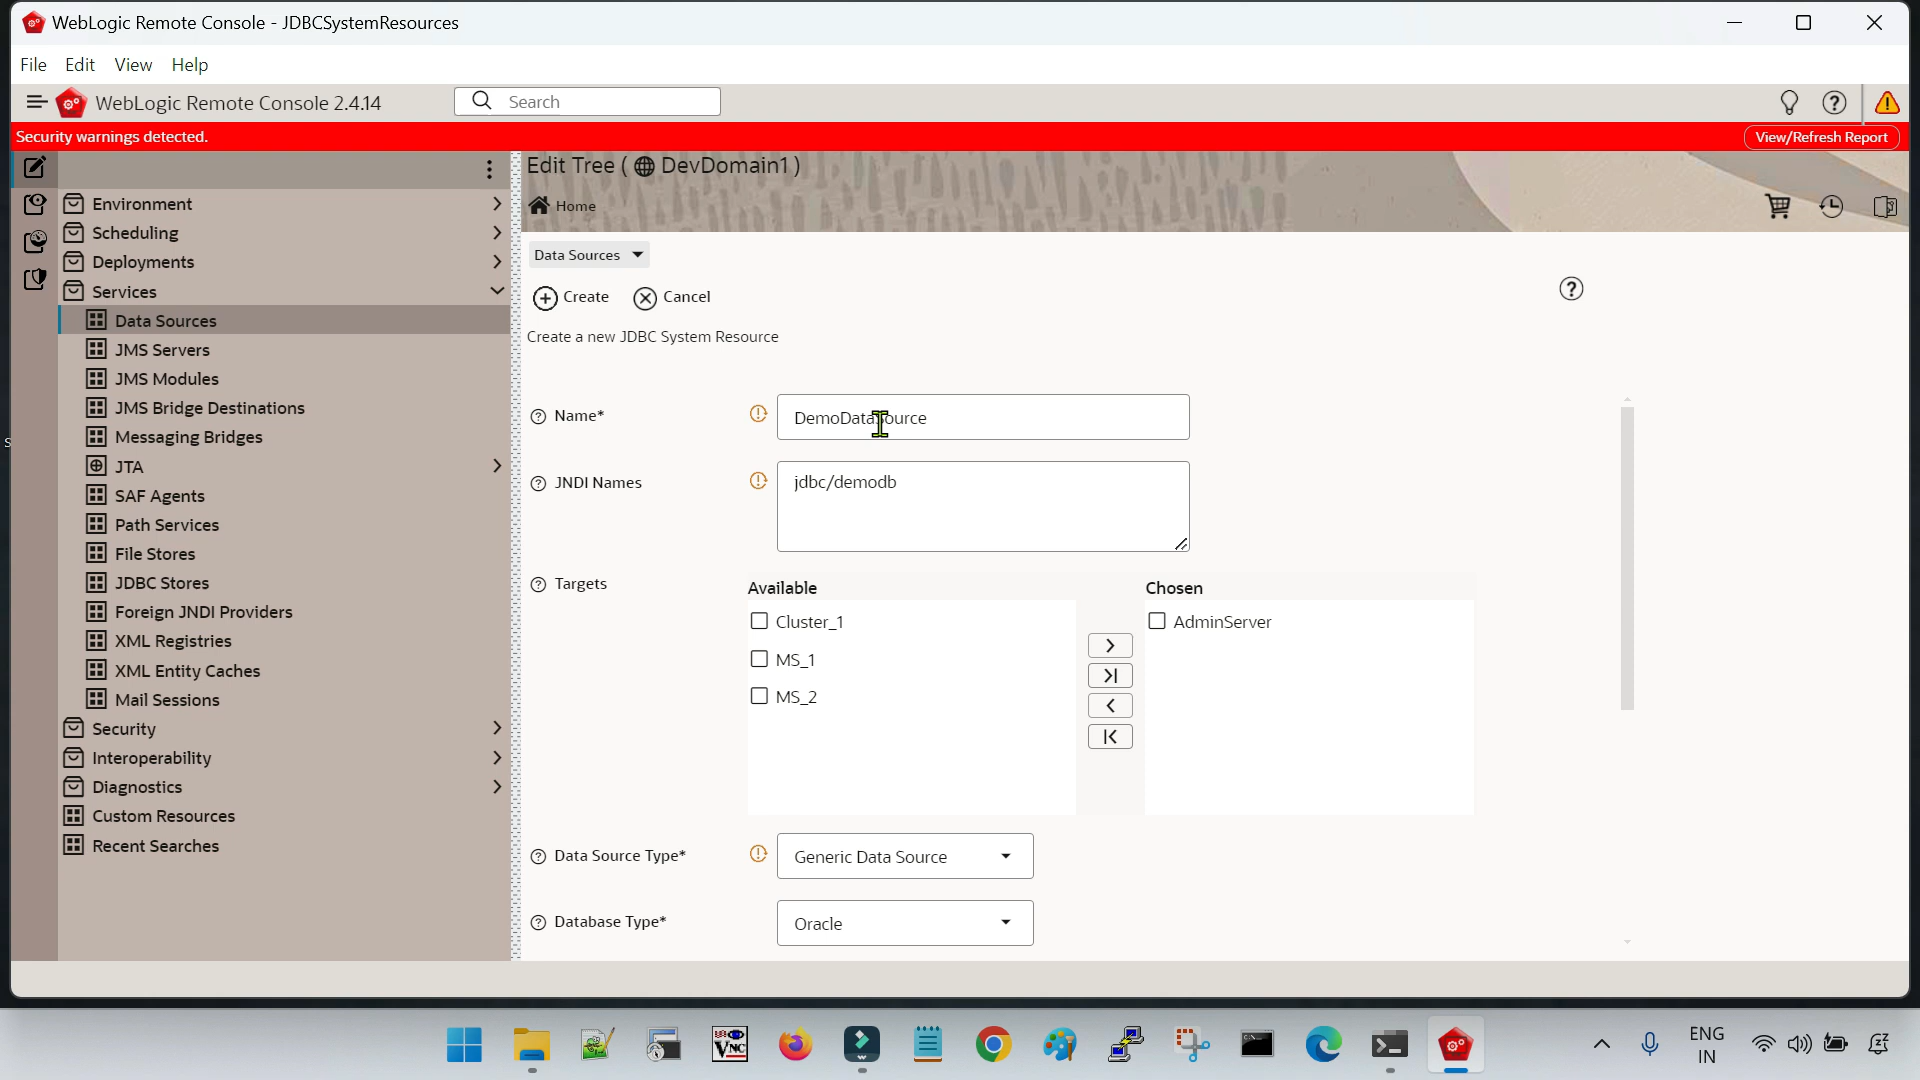 WebLogic Remote Console - JDBCSystemResources
File Edit View Help
WebLogic Remote Console 2.4.14
Search
Security warnings detected.
View/Refresh Report
Edit Tree ( DevDomain1 )
Home
Environment
Scheduling
Deployments
Services
Data Sources
JMS Servers
JMS Modules
JMS Bridge Destinations
Messaging Bridges
JTA
SAF Agents
Path Services
File Stores
JDBC Stores
Foreign JNDI Providers
XML Registries
XML Entity Caches
Mail Sessions
Security
Interoperability
Diagnostics
Custom Resources
Recent Searches
Data Sources
Create Cancel
Create a new JDBC System Resource
Name* DemoDataSource
JNDI Names jdbc/demodb
Targets
Available
Cluster_1
MS_1
MS_2
Chosen
AdminServer
Data Source Type* Generic Data Source
Database Type* Oracle
VNC
ENG
IN